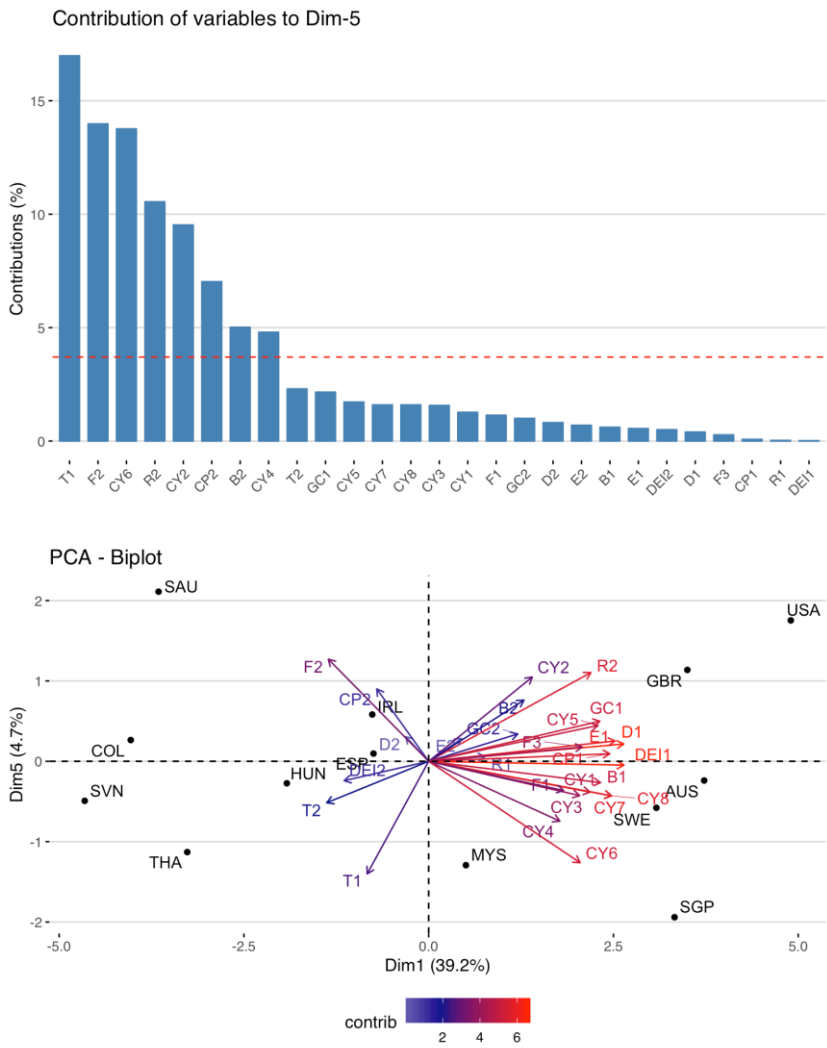 Contribution of variables to Dim-5
Contributions (%)
15
10
5
0
T1 F2 CY6 R2 CY2 CP2 B2 CY4 T2 GC1 CY5 CY7 CY8 CY3 CY1 F1 GC2 D2 E2 B1 E1 DEI2 D1 F3 CP1 R1 DEI1
PCA - Biplot
SAU
2
USA
F2 CY2 R2
GBR
1
CP2 IRL B2 GC1
CY5 GC2 D1
COL D2 E2 F3 E1
ESP R1 CP1 DEI1
0
HUN DEI2 F1 CY1 B1
SVN T2 CY3 CY7 CY8 AUS
SWE
CY4
-1
THA T1 MYS CY6
SGP
-2
Dim5 (4.7%)
-5.0 -2.5 0.0 2.5 5.0
Dim1 (39.2%)
contrib
2 4 6